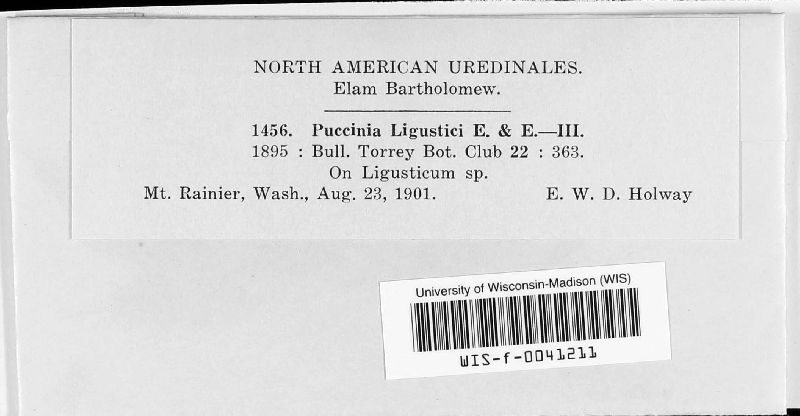 NORTH AMERICAN UREDINALES.
Elam Bartholomew.
1456. Puccinia Ligustici E. & E.—III.
1895 : Bull. Torrey Bot. Club 22 : 363.
On Ligusticum sp.
Mt. Rainier, Wash., Aug. 23, 1901. E. W. D. Holway
University of Wisconsin-Madison (WIS)
WIS-f-0041211